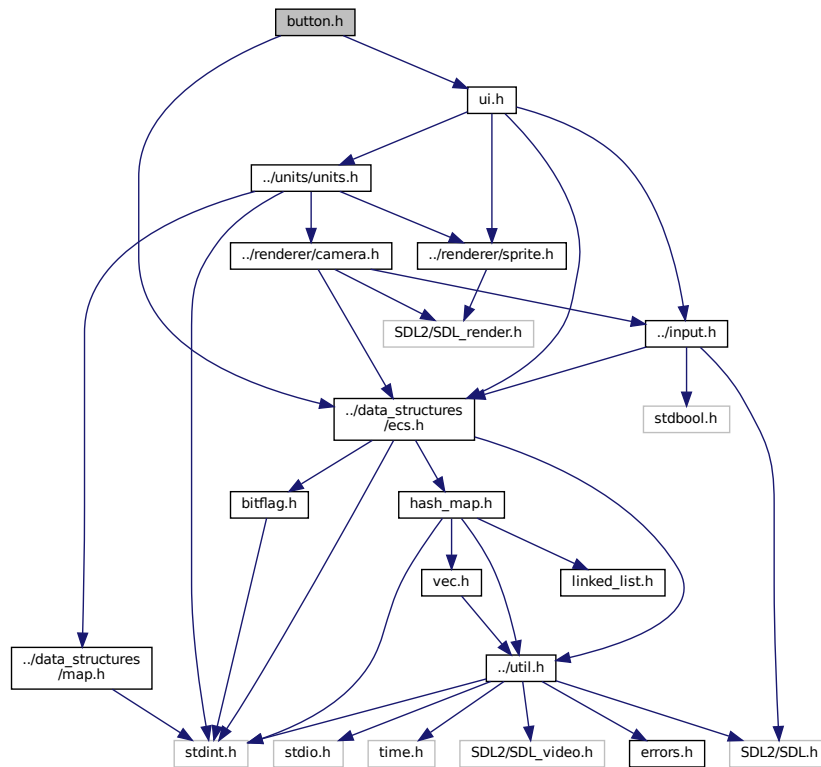 button.h
ui.h
../units/units.h
../renderer/camera.h
../renderer/sprite.h
SDL2/SDL_render.h
../input.h
../data_structures
/ecs.h
stdbool.h
bitflag.h
hash_map.h
vec.h
linked_list.h
../data_structures
/map.h
../util.h
stdint.h
stdio.h
time.h
SDL2/SDL_video.h
errors.h
SDL2/SDL.h